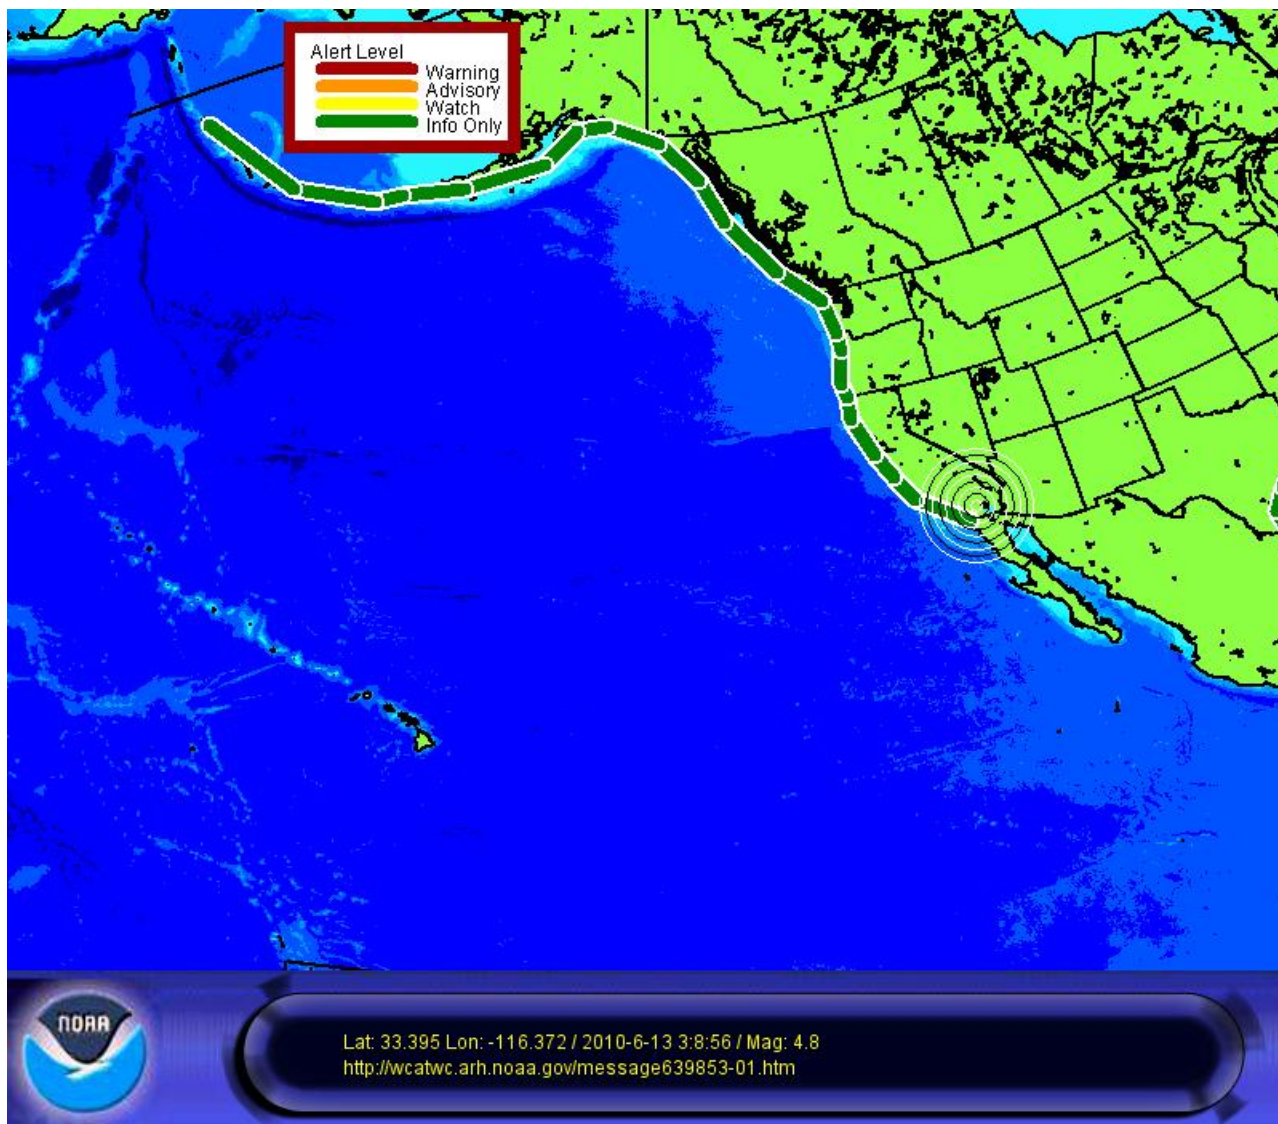 Alert Level
Warning
Advisory
Watch
Info Only
NOAA
Lat: 33.395 Lon: -116.372 / 2010-6-13 3:8:56 / Mag: 4.8
http://wcatwc.arh.noaa.gov/message639853-01.htm